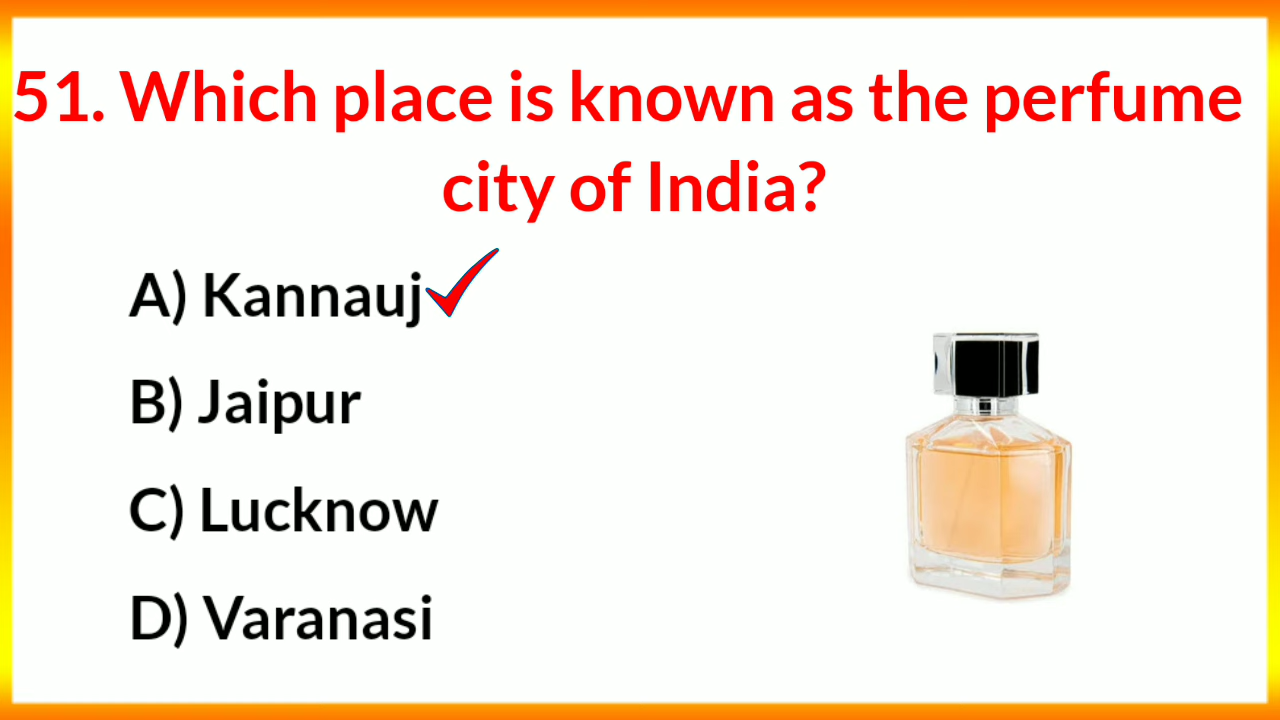 51. Which place is known as the perfume
city of India?
A) Kannauj
B) Jaipur
C) Lucknow
D) Varanasi